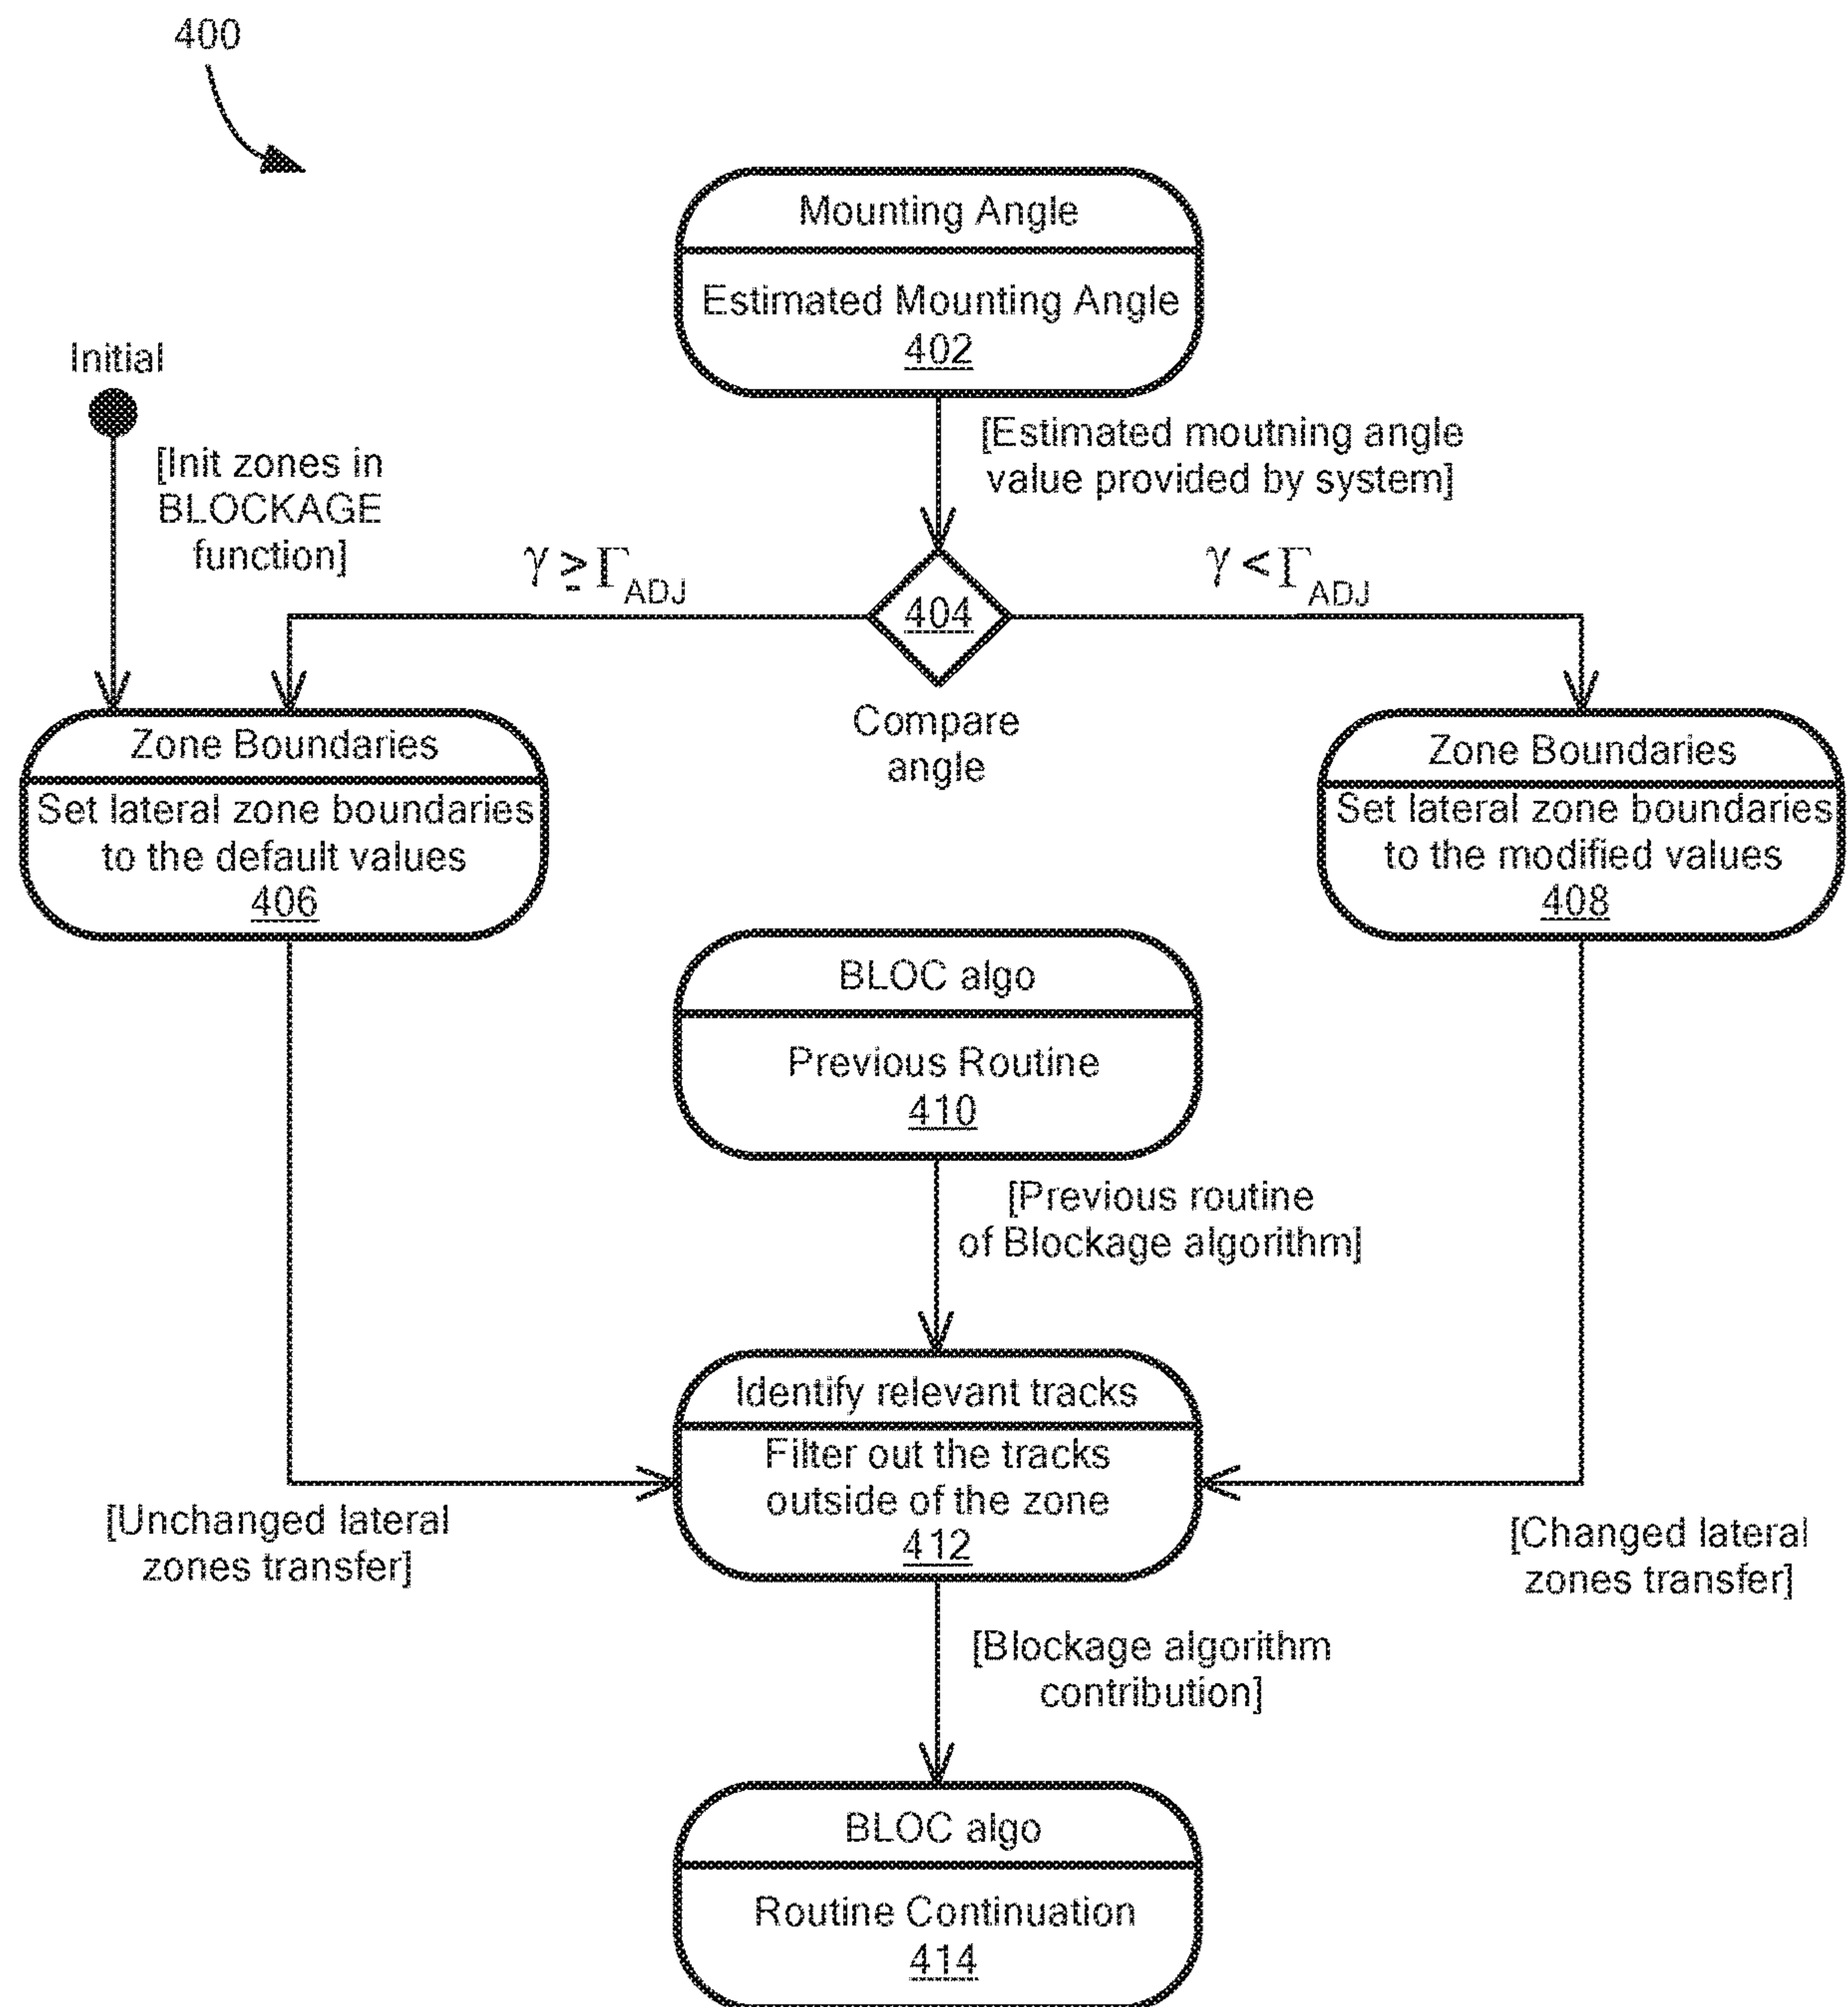 400
Mounting Angle
Estimated Mounting Angle
402
Initial
[Estimated moutning angle
value provided by system]
[Init zones in
BLOCKAGE
function]
γ ≥ Γ ADJ
γ < Γ ADJ
404
Compare
angle
Zone Boundaries
Set lateral zone boundaries
to the default values
406
Zone Boundaries
Set lateral zone boundaries
to the modified values
408
BLOC algo
Previous Routine
410
[Previous routine
of Blockage algorithm]
Identify relevant tracks
Filter out the tracks
outside of the zone
412
[Unchanged lateral
zones transfer]
[Changed lateral
zones transfer]
[Blockage algorithm
contribution]
BLOC algo
Routine Continuation
414